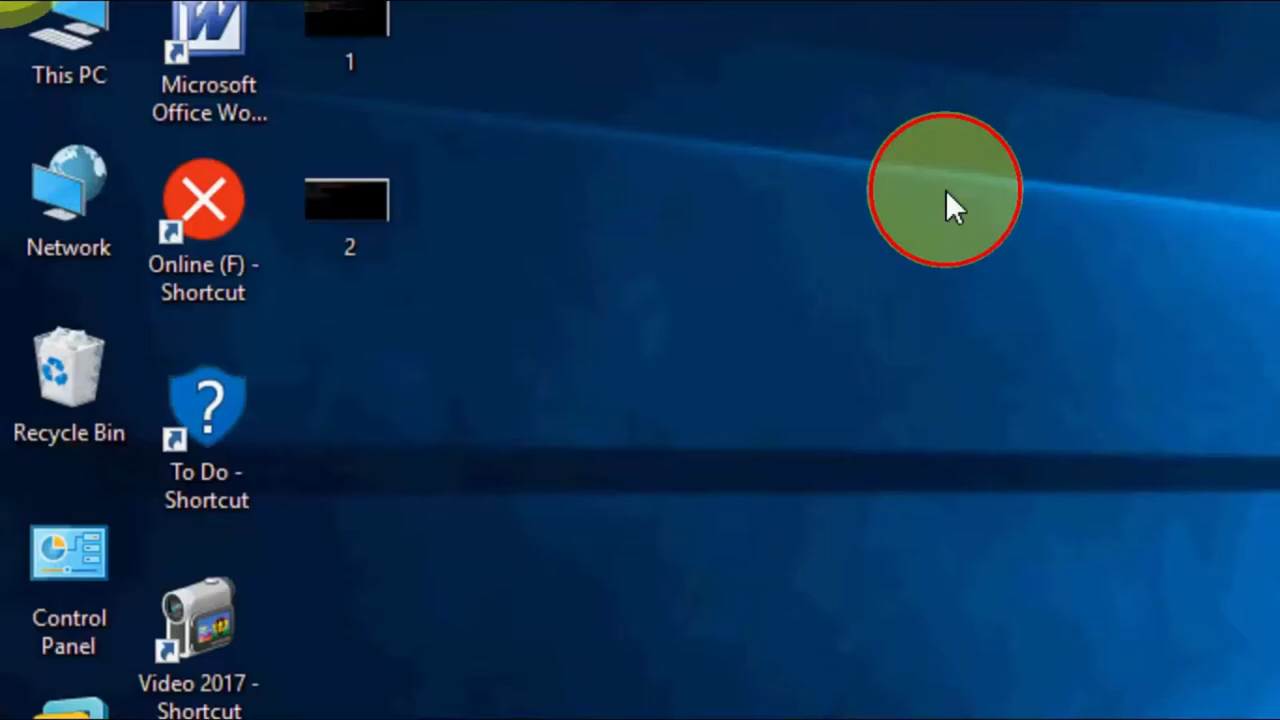 This PC
Network
Recycle Bin
Control
Panel
W
Microsoft
Office Wo...
Online (F) -
Shortcut
?
To Do -
Shortcut
Video 2017 -
Shortcut
1
2